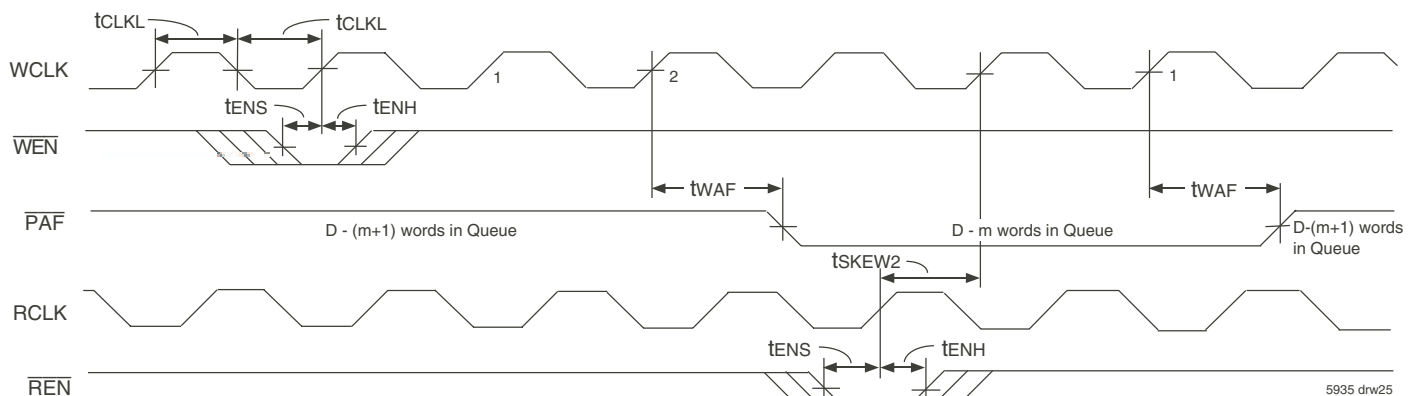 tCLKL tCLKL
WCLK
1 2 1
tENS tENH
WEN
tWAF tWAF
PAF
D - (m+1) words in Queue D - m words in Queue D-(m+1) words
in Queue
tSKEW2
RCLK
tENS tENH
REN
5935 drw25